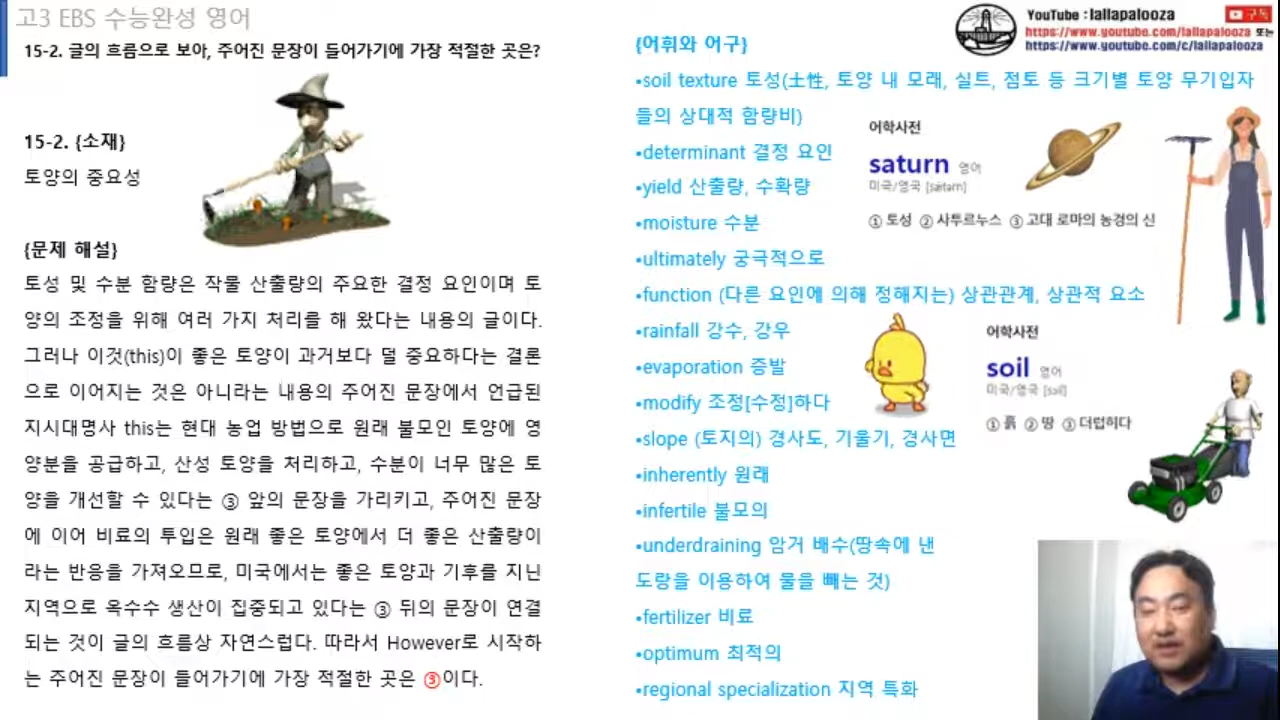 고3 EBS 수능완성 영어
15-2. 글의 흐름으로 보아, 주어진 문장이 들어가기에 가장 적절한 곳은?
15-2. {소재}
토양의 중요성
{문제 해설}
토성 및 수분 함량은 작물 산출량의 주요한 결정 요인이며 토
양의 조정을 위해 여러 가지 처리를 해 왔다는 내용의 글이다.
그러나 이것(this)이 좋은 토양이 과거보다 덜 중요하다는 결론
으로 이어지는 것은 아니라는 내용의 주어진 문장에서 언급된
지시대명사 this는 현대 농업 방법으로 원래 불모인 토양에 영
양분을 공급하고, 산성 토양을 처리하고, 수분이 너무 많은 토
양을 개선할 수 있다는 ③ 앞의 문장을 가리키고, 주어진 문장
에 이어 비료의 투입은 원래 좋은 토양에서 더 좋은 산출량이
라는 반응을 가져오므로, 미국에서는 좋은 토양과 기후를 지닌
지역으로 옥수수 생산이 집중되고 있다는 ③ 뒤의 문장이 연결
되는 것이 글의 흐름상 자연스럽다. 따라서 However로 시작하
는 주어진 문장이 들어가기에 가장 적절한 곳은 ③이다.
YouTube : lallapalooza
구독
https://www.youtube.com/lallapalooza 또는
https://www.youtube.com/c/lallapalooza
{어휘와 어구}
•soil texture 토성(土性, 토양 내 모래, 실트, 점토 등 크기별 토양 무기입자
들의 상대적 함량비)
•determinant 결정 요인
•yield 산출량, 수확량
•moisture 수분
•ultimately 궁극적으로
•function (다른 요인에 의해 정해지는) 상관관계, 상관적 요소
•rainfall 강수, 강우
•evaporation 증발
•modify 조정[수정]하다
•slope (토지의) 경사도, 기울기, 경사면
•inherently 원래
•infertile 불모의
•underdraining 암거 배수(땅속에 낸
도랑을 이용하여 물을 빼는 것)
•fertilizer 비료
•optimum 최적의
•regional specialization 지역 특화
어학사전
saturn 영어
미국/영국 [sǽtərn]
① 토성 ② 사투르누스 ③ 고대 로마의 농경의 신
어학사전
soil 영어
미국/영국 [sɔil]
① 흙 ② 땅 ③ 더럽히다